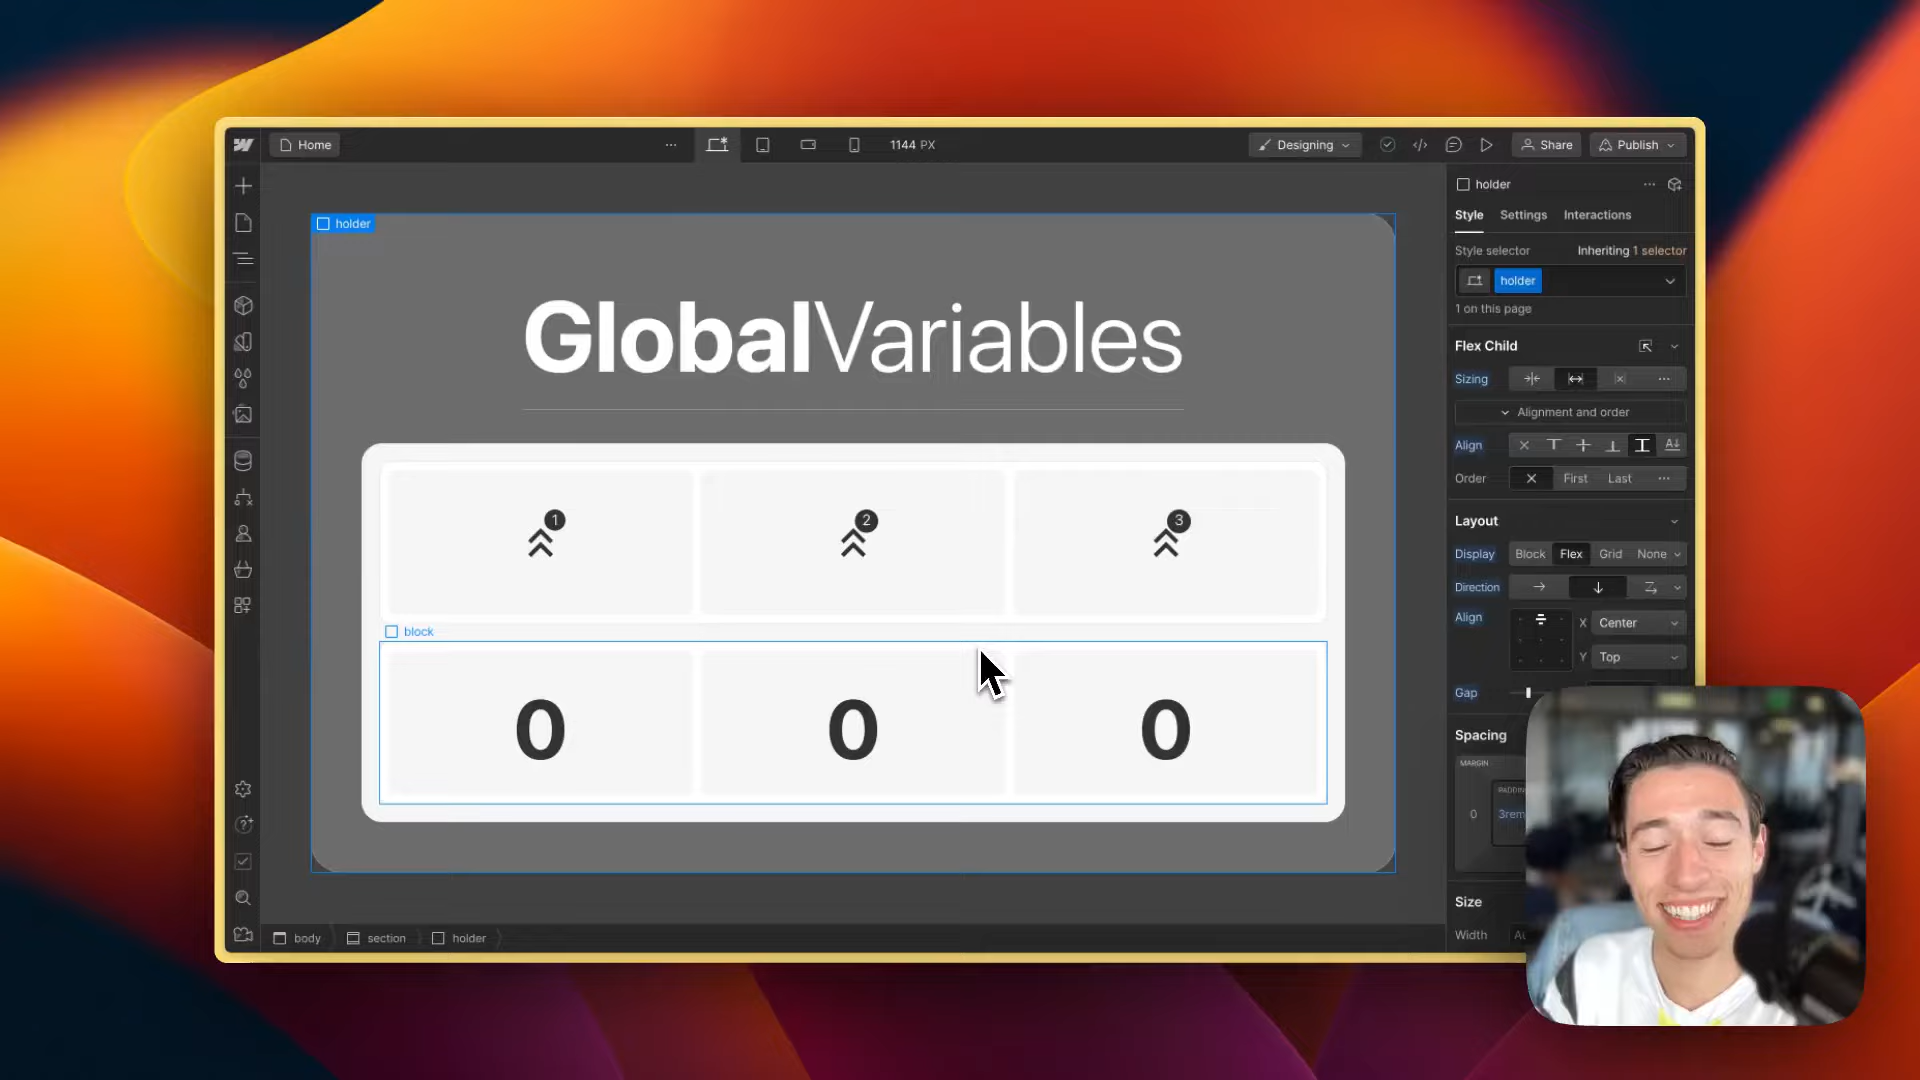 Home
1144 PX
Designing
Share
Publish
holder
holder
Style
Settings
Interactions
Style selector
Inheriting 1 selector
holder
1 on this page
GlobalVariables
Flex Child
Sizing
Alignment and order
Align
Order
First
Last
Layout
Display
Block
Flex
Grid
None
Direction
Align
X
Center
Y
Top
Gap
1
2
3
block
0
0
0
Spacing
MARGIN
0
3rem
Size
Width
body
section
holder